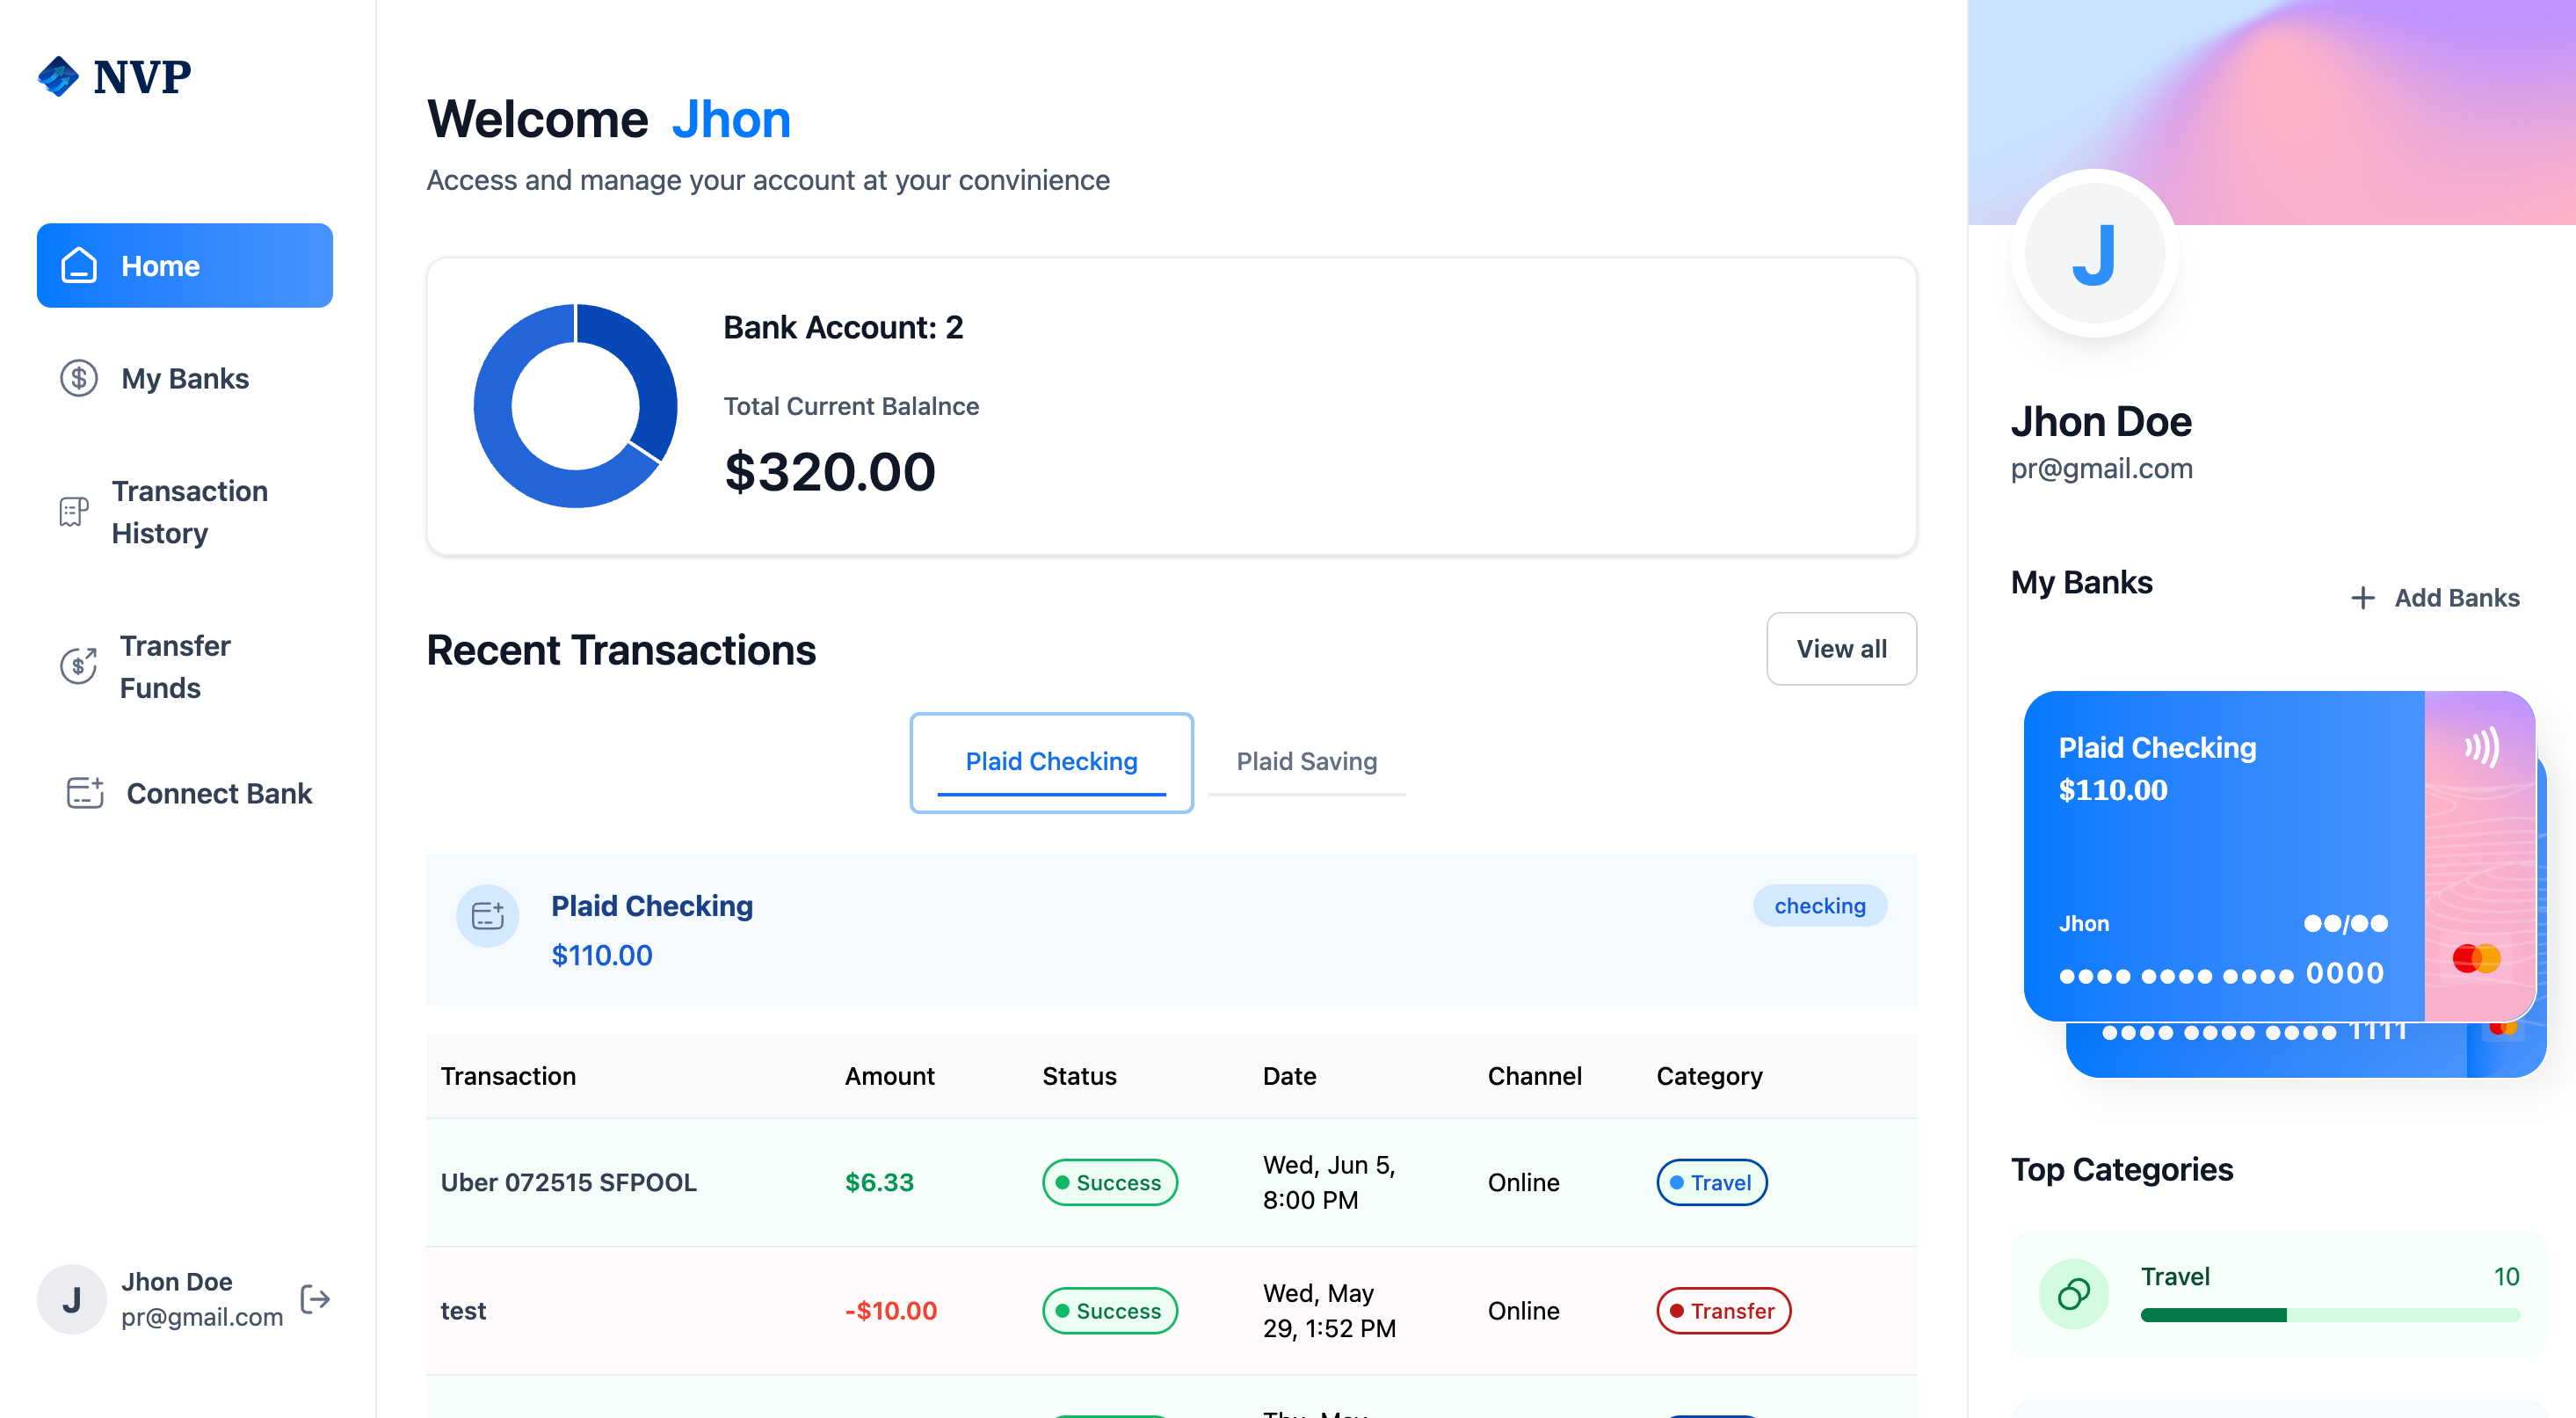 NVP
Home
My Banks
Transaction
History
Transfer
Funds
Connect Bank
J
Jhon Doe
pr@gmail.com
Welcome Jhon
Access and manage your account at your convinience
Bank Account: 2
Total Current Balalnce
$320.00
Recent Transactions
View all
Plaid Checking
Plaid Saving
Plaid Checking
checking
$110.00
Transaction Amount Status Date Channel Category
Uber 072515 SFPOOL $6.33 Success Wed, Jun 5, Online Travel
8:00 PM
test -$10.00 Success Wed, May Online Transfer
29, 1:52 PM
J
Jhon Doe
pr@gmail.com
My Banks
+ Add Banks
Plaid Checking
$110.00
Jhon ●●/●●
●●●● ●●●● ●●●● 0000
●●●● ●●●● ●●●● 1111
Top Categories
Travel 10